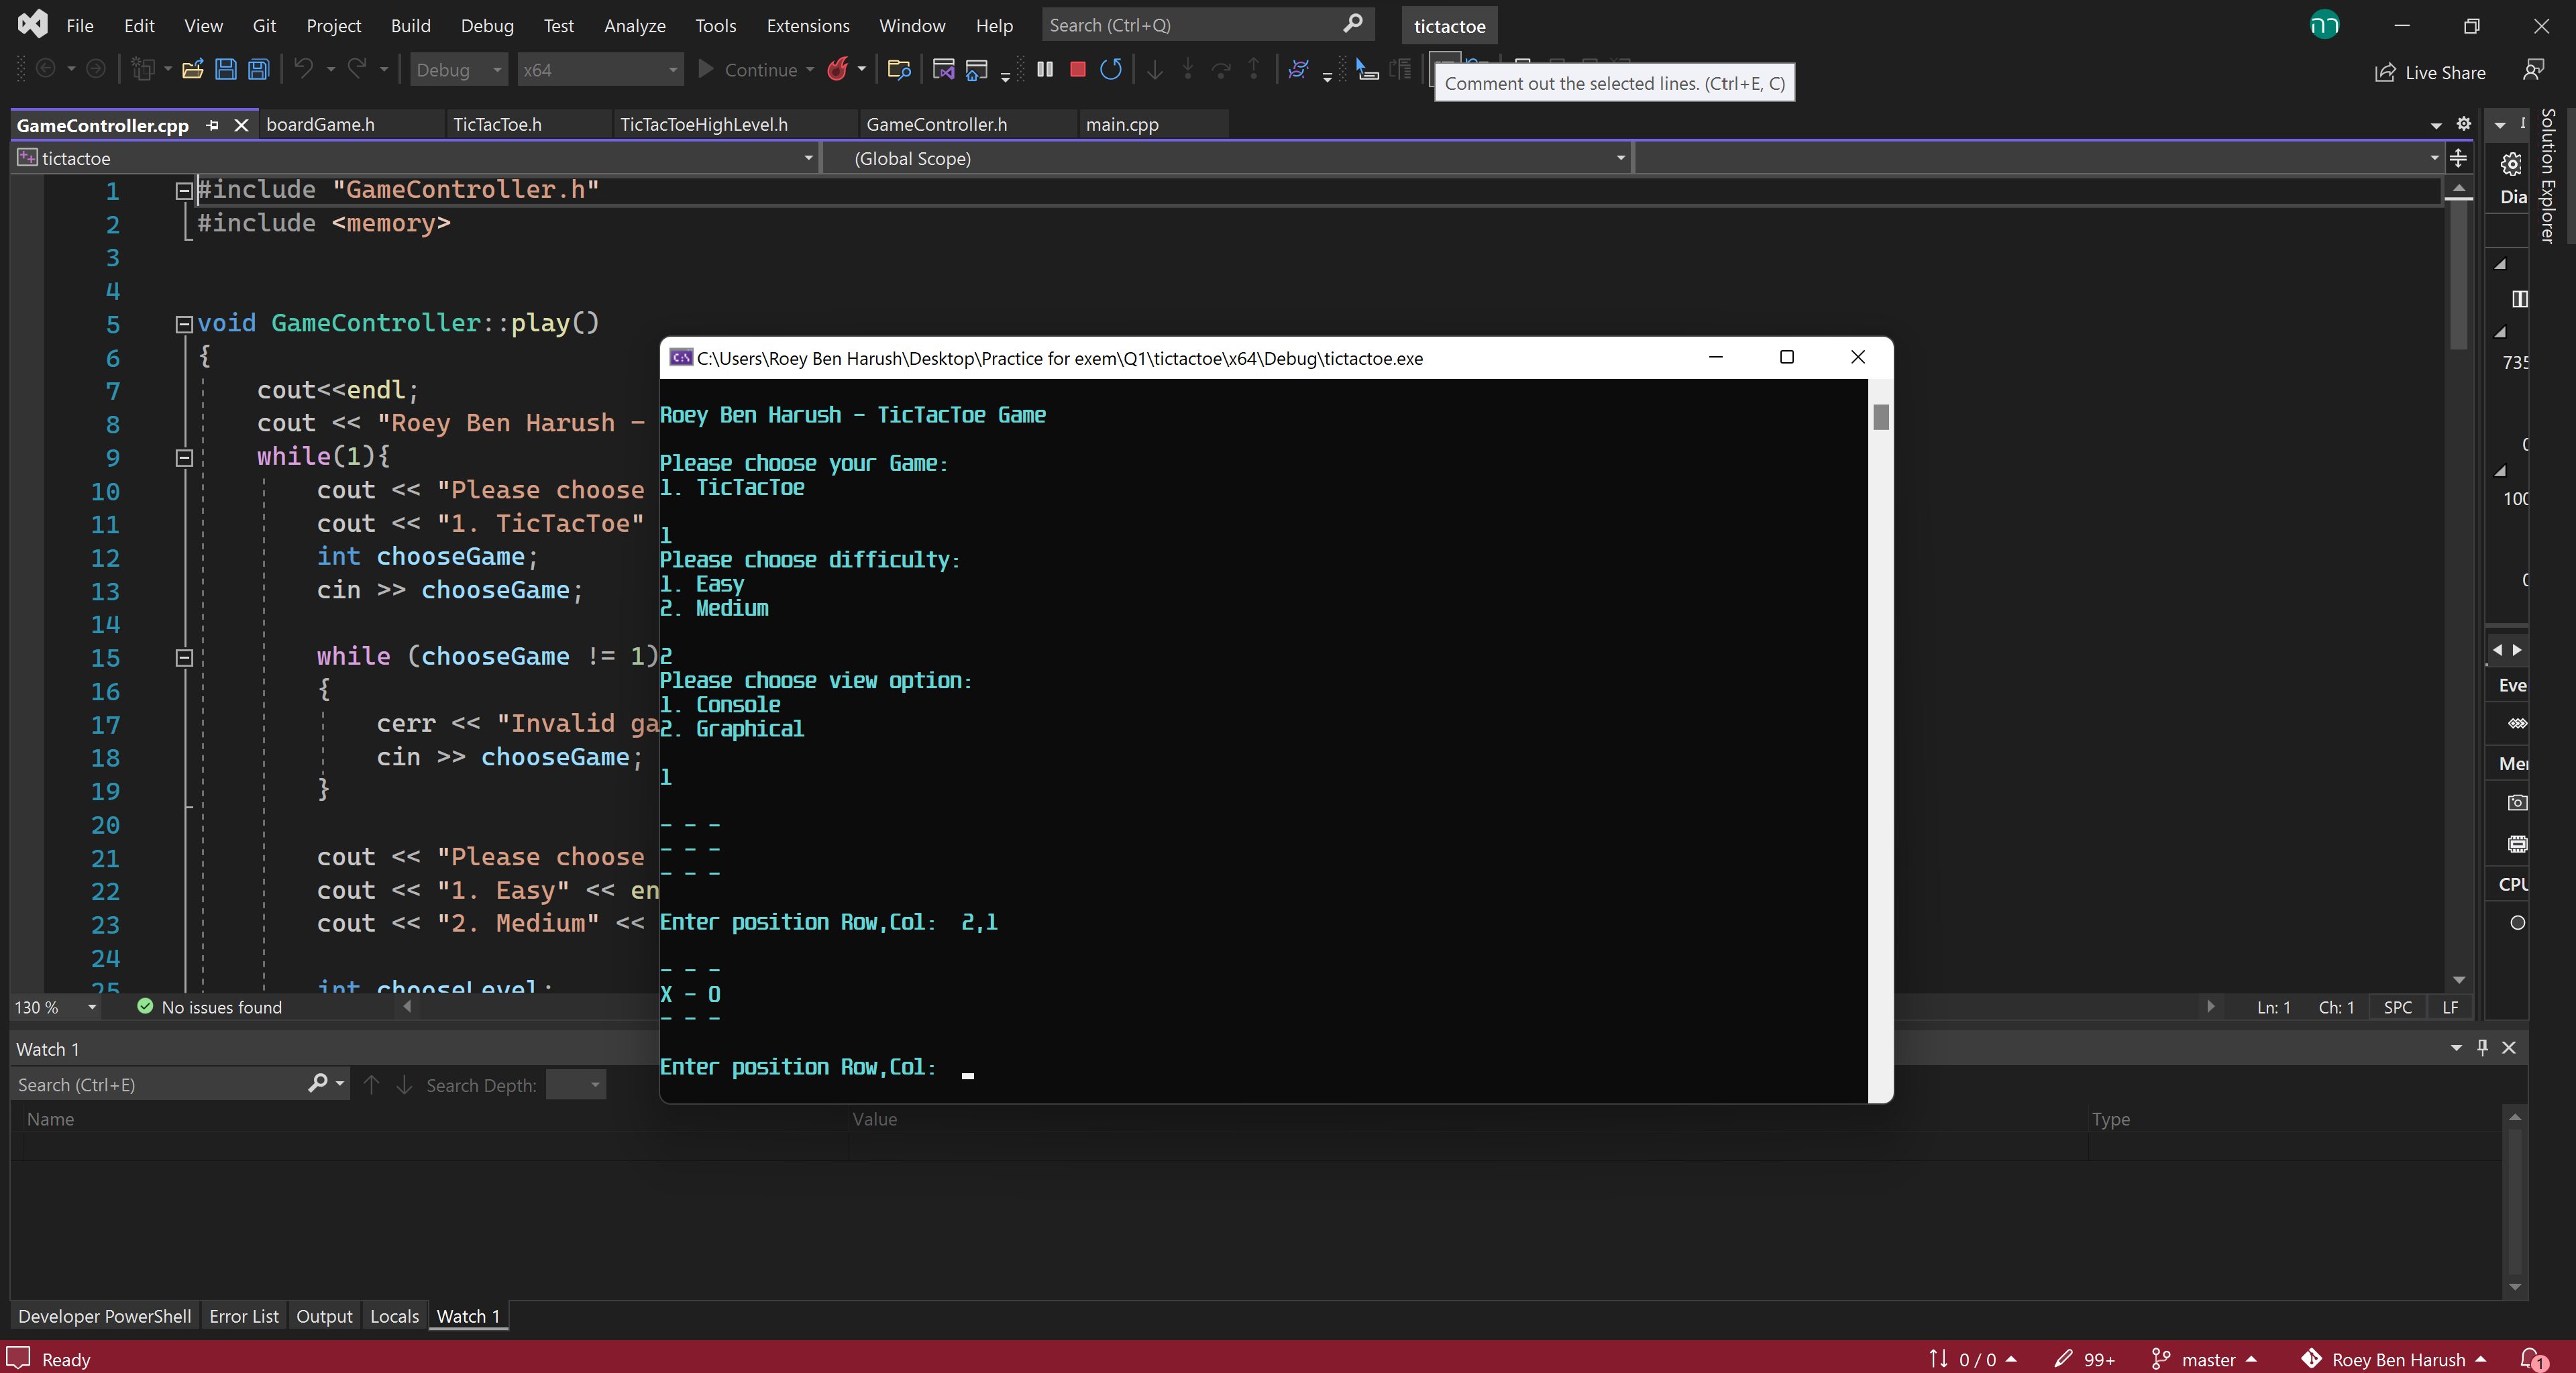 File Edit View Git Project Build Debug Test Analyze Tools Extensions Window Help Search (Ctrl+Q) tictactoe
Debug x64 Continue Live Share
Comment out the selected lines. (Ctrl+E, C)
GameController.cpp boardGame.h TicTacToe.h TicTacToeHighLevel.h GameController.h main.cpp
tictactoe (Global Scope)
1 #include "GameController.h"
2 #include <memory>
3
4
5 void GameController::play()
6 {
7 cout<<endl;
8 cout << "Roey Ben Harush -
9 while(1){
10 cout << "Please choose
11 cout << "1. TicTacToe"
12 int chooseGame;
13 cin >> chooseGame;
14
15 while (chooseGame != 1)
16 {
17 cerr << "Invalid ga
18 cin >> chooseGame;
19 }
20
21 cout << "Please choose
22 cout << "1. Easy" << en
23 cout << "2. Medium" <<
24
25 int chooseLevel;
C:\Users\Roey Ben Harush\Desktop\Practice for exem\Q1\tictactoe\x64\Debug\tictactoe.exe
Roey Ben Harush - TicTacToe Game
Please choose your Game:
1. TicTacToe
1
Please choose difficulty:
1. Easy
2. Medium
2
Please choose view option:
1. Console
2. Graphical
1
- - -
- - -
- - -
Enter position Row,Col: 2,1
- - -
X - O
- - -
Enter position Row,Col:
Solution Explorer
Dia
735
0
100
0
Eve
Mer
CPU
130 % No issues found Ln: 1 Ch: 1 SPC LF
Watch 1
Search (Ctrl+E) Search Depth:
Name Value Type
Developer PowerShell Error List Output Locals Watch 1
Ready 0 / 0 99+ master Roey Ben Harush 1